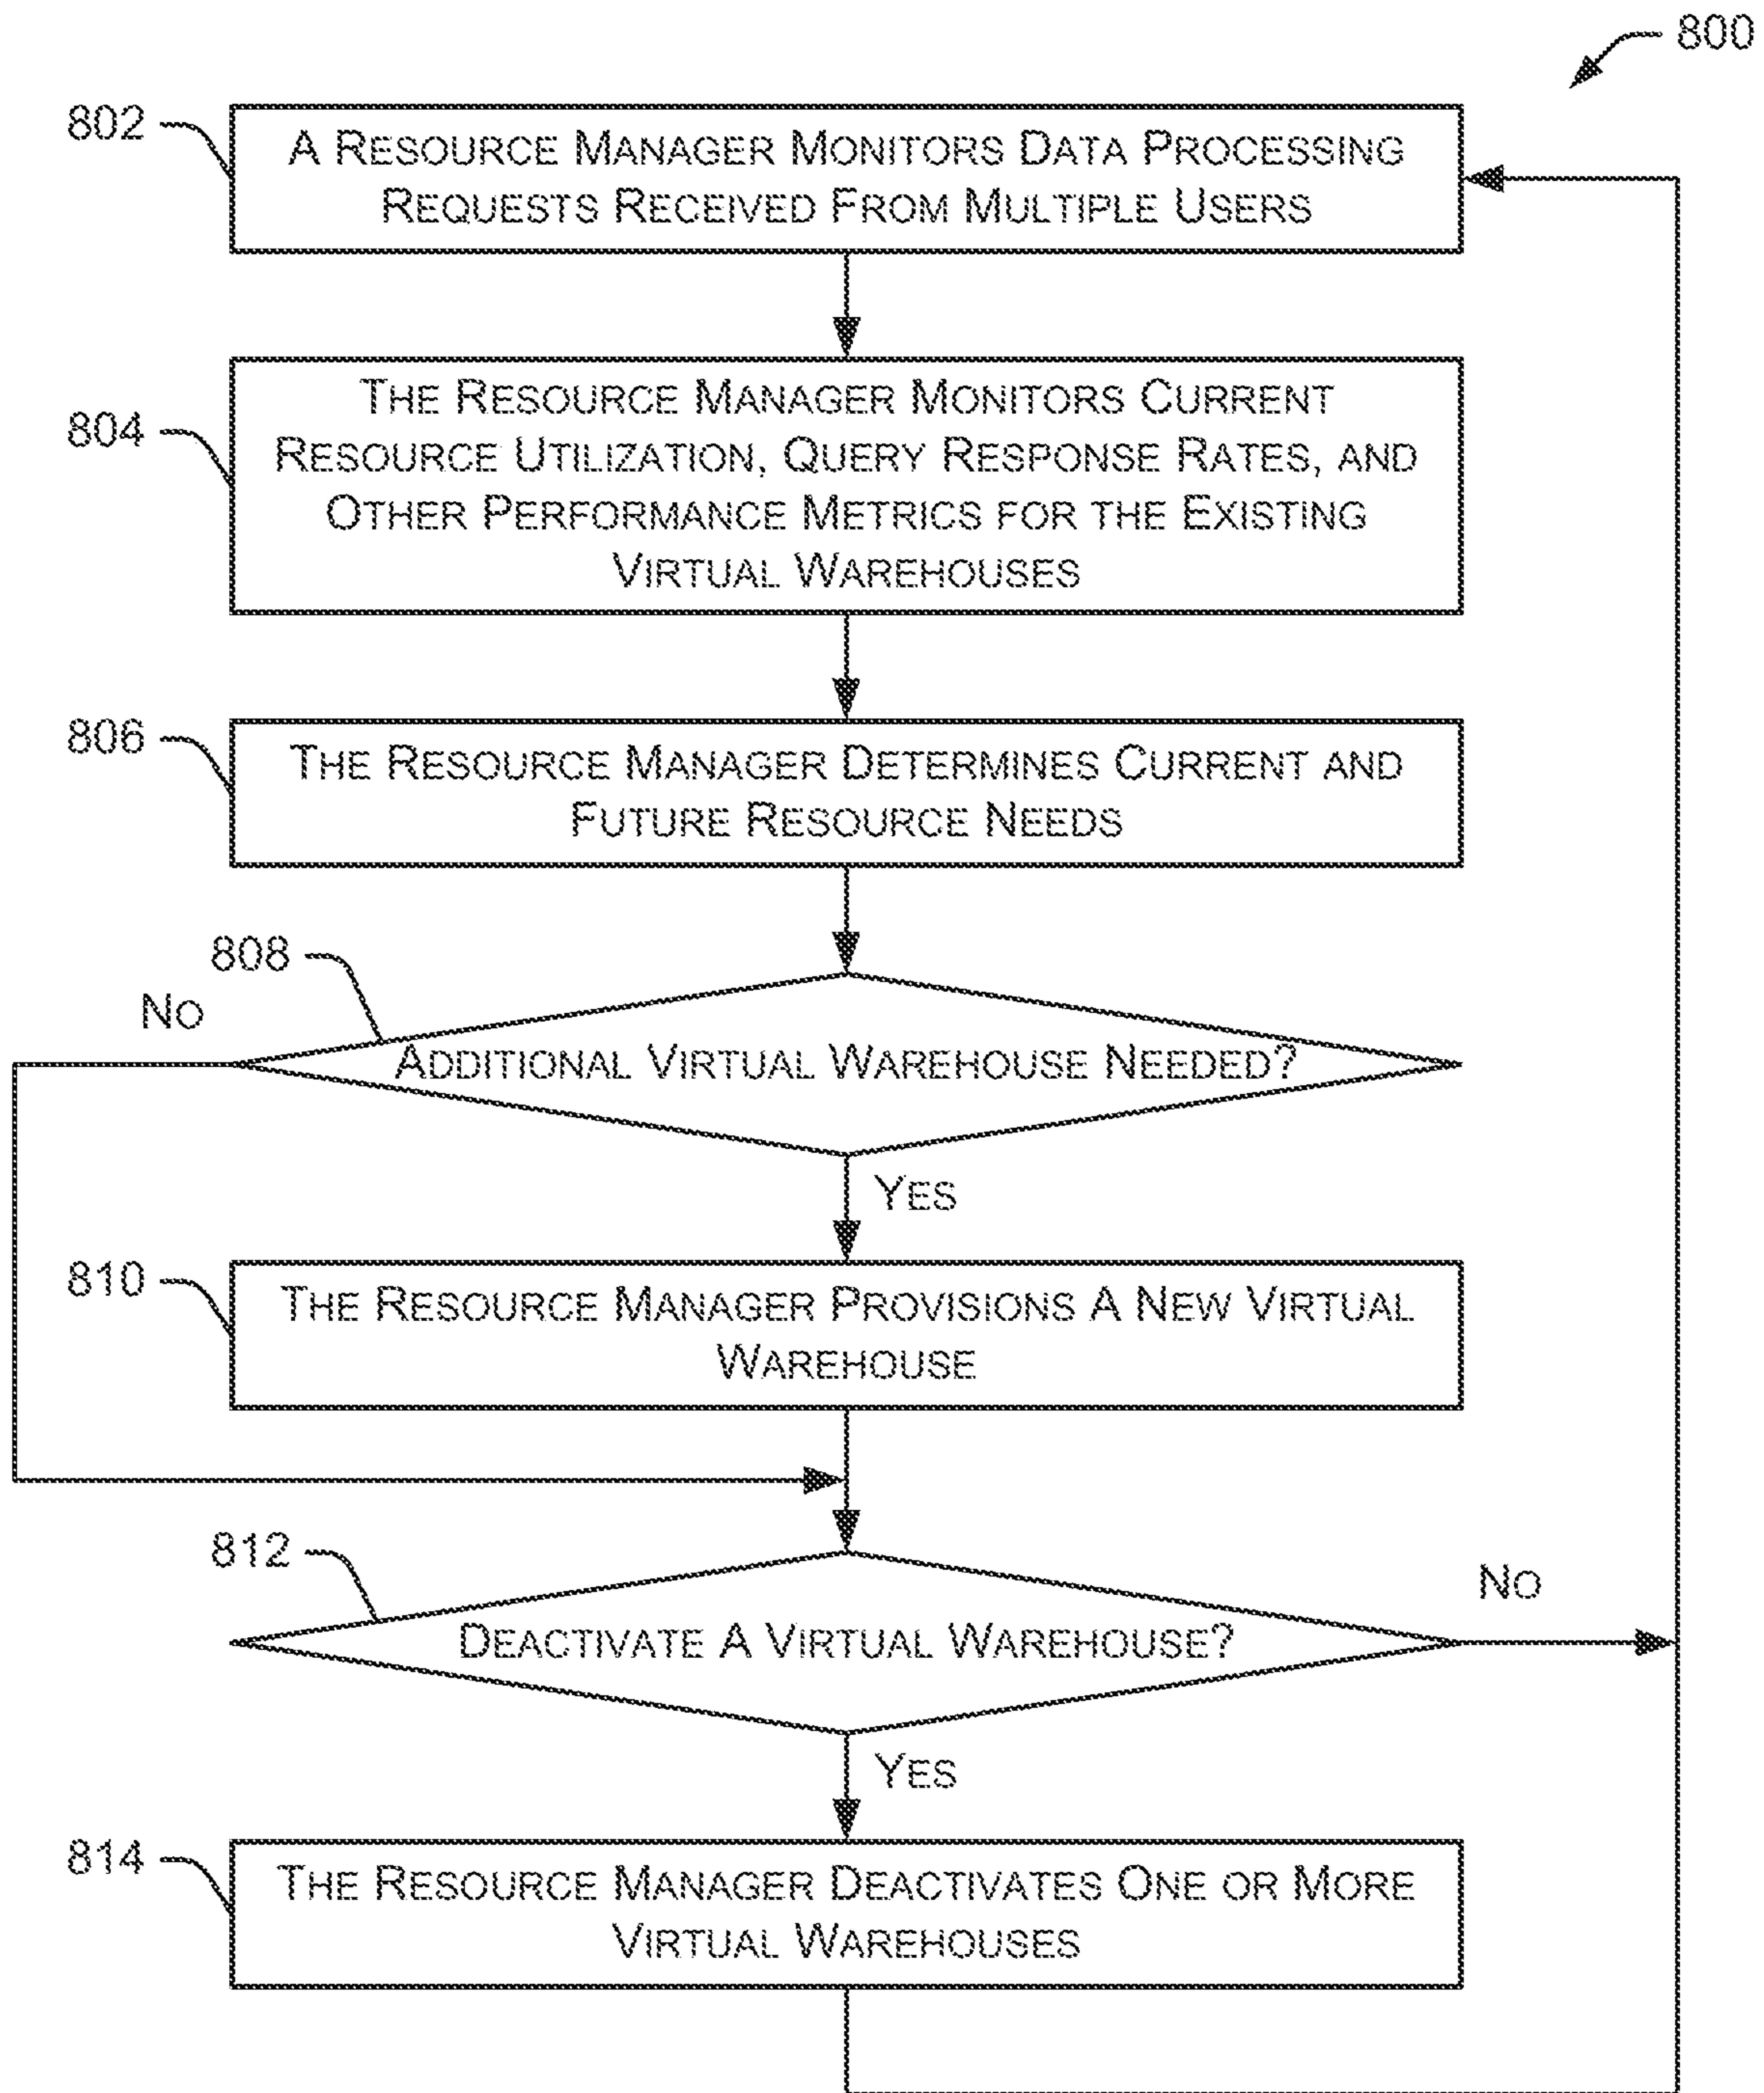 800
802
A RESOURCE MANAGER MONITORS DATA PROCESSING
REQUESTS RECEIVED FROM MULTIPLE USERS
804
THE RESOURCE MANAGER MONITORS CURRENT
RESOURCE UTILIZATION, QUERY RESPONSE RATES, AND
OTHER PERFORMANCE METRICS FOR THE EXISTING
VIRTUAL WAREHOUSES
806
THE RESOURCE MANAGER DETERMINES CURRENT AND
FUTURE RESOURCE NEEDS
808
NO
ADDITIONAL VIRTUAL WAREHOUSE NEEDED?
YES
810
THE RESOURCE MANAGER PROVISIONS A NEW VIRTUAL
WAREHOUSE
812
NO
DEACTIVATE A VIRTUAL WAREHOUSE?
YES
814
THE RESOURCE MANAGER DEACTIVATES ONE OR MORE
VIRTUAL WAREHOUSES